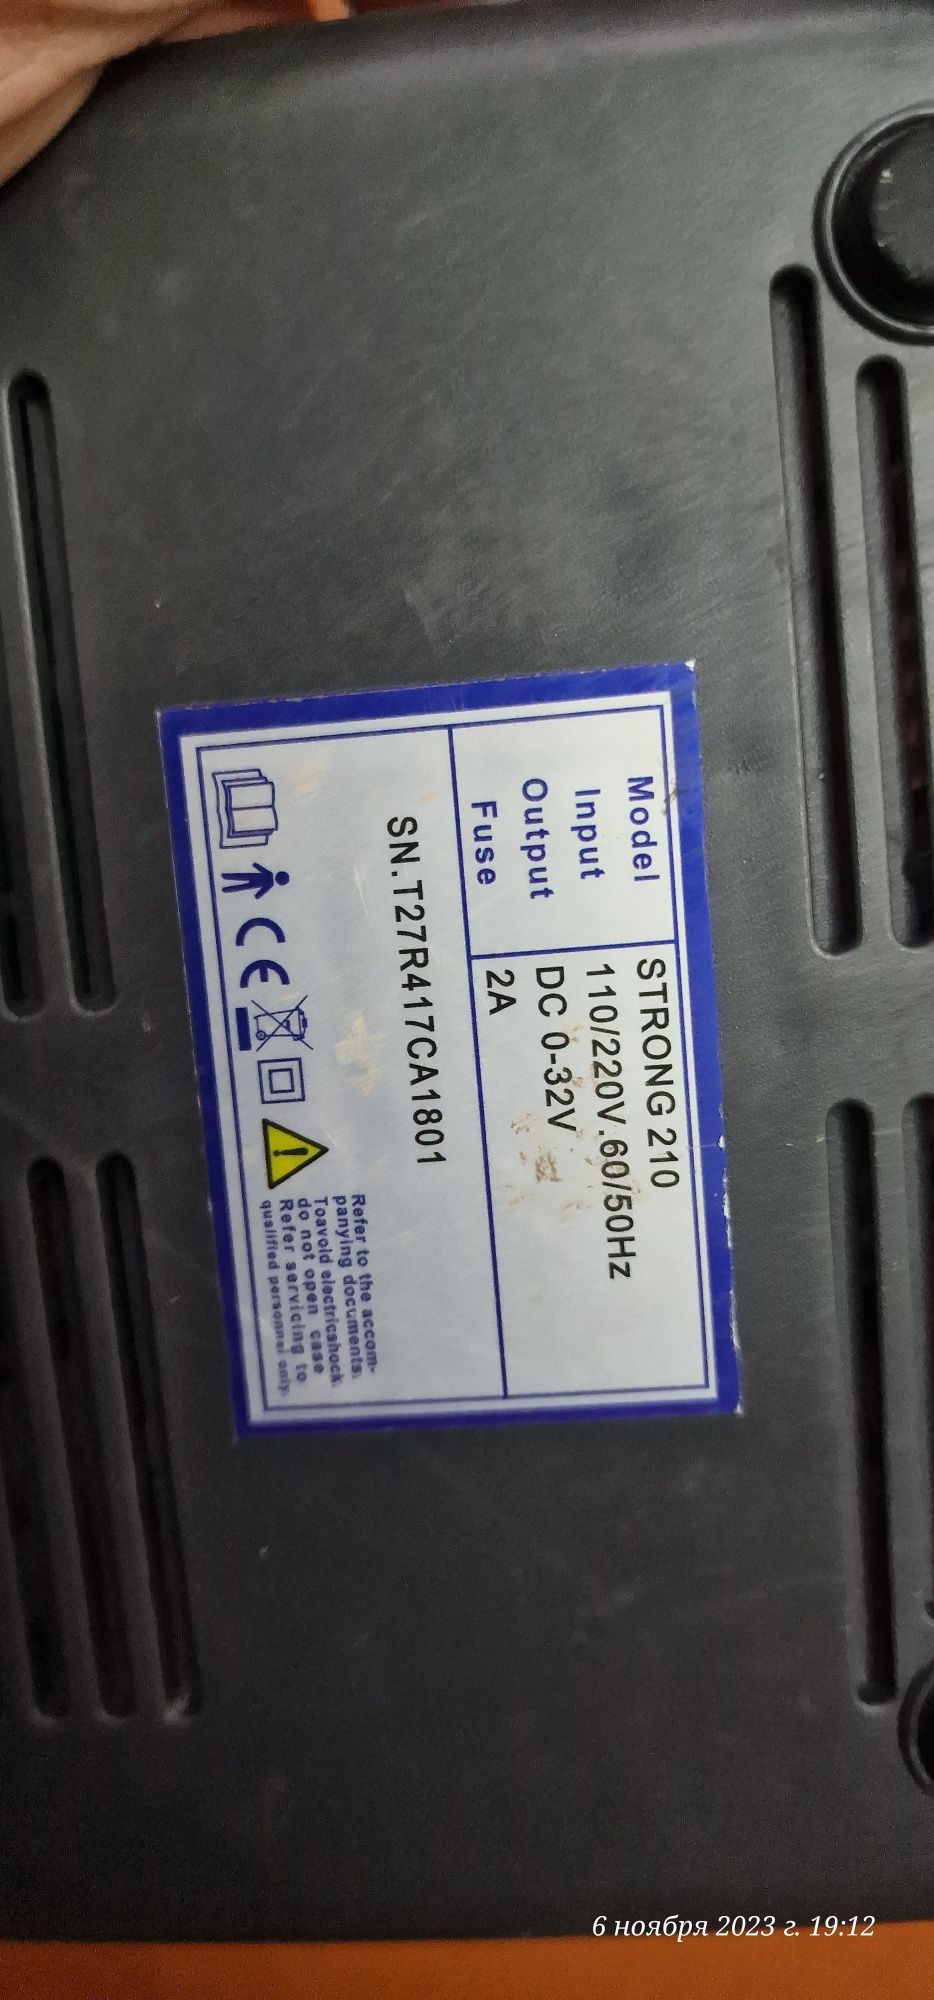 Model STRONG 210
Input 110/220V.60/50Hz
Output DC 0-32V
Fuse 2A
SN.T27R417CA1801
CE
Refer to the accom-
panying documents.
Toavoid electricshock.
do not open case
Refer servicing to
qualified personnel only.
6 ноября 2023 г. 19:12